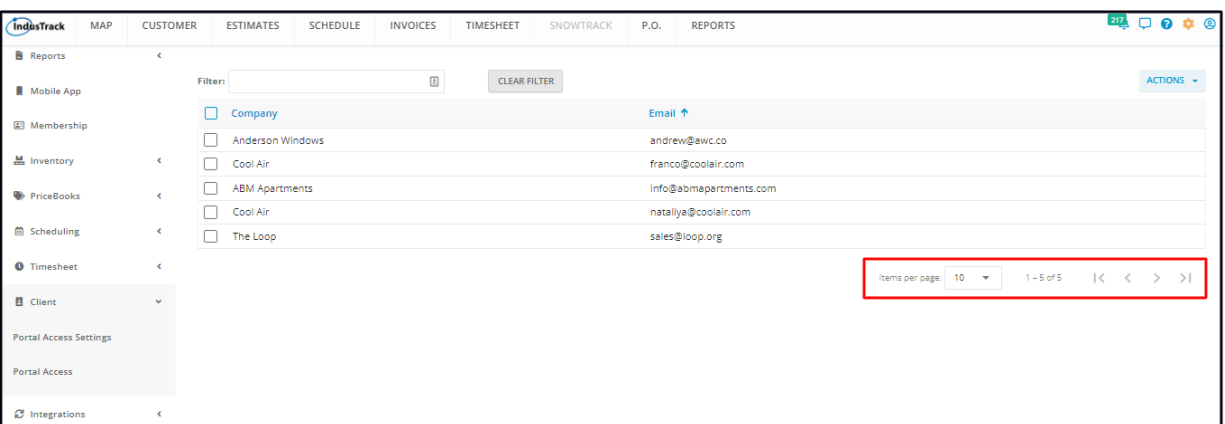 IndusTrack MAP CUSTOMER ESTIMATES SCHEDULE INVOICES TIMESHEET SNOWTRACK P.O. REPORTS 217
Reports
Mobile App
Membership
Inventory
PriceBooks
Scheduling
Timesheet
Client
Portal Access Settings
Portal Access
Integrations
Filter: CLEAR FILTER ACTIONS
Company Email
Anderson Windows andrew@awc.co
Cool Air franco@coolair.com
ABM Apartments info@abmapartments.com
Cool Air nataliya@coolair.com
The Loop sales@loop.org
Items per page: 10 1 – 5 of 5